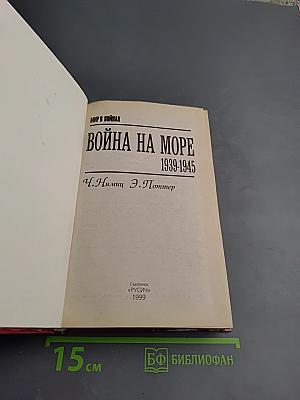 МИР В ВОЙНАХ
ВОЙНА НА МОРЕ
1939-1945
Ч.Нимиц Э.Поттер
Смоленск
«РУСИЧ»
1999
15 см
БФ БИБЛИОФАН